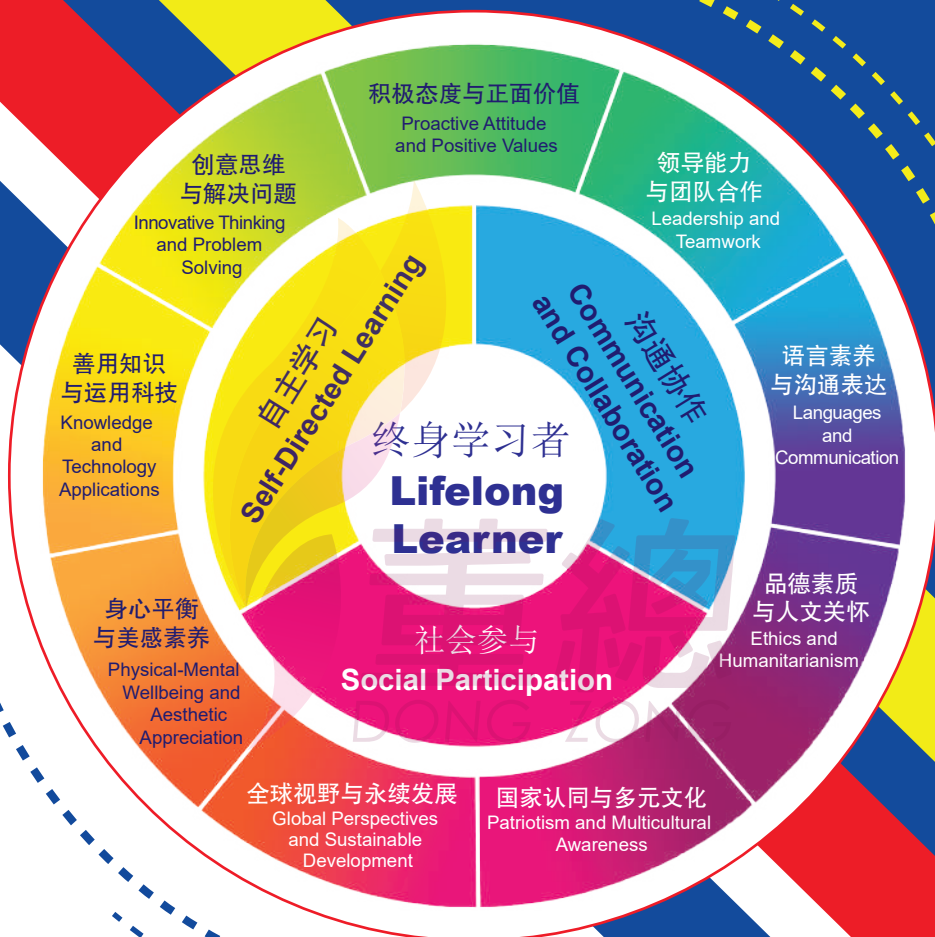 积极态度与正面价值
Proactive Attitude
and Positive Values
领导能力
与团队合作
Leadership and
Teamwork
语言素养
与沟通表达
Languages
and
Communication
品德素质
与人文关怀
Ethics and
Humanitarianism
国家认同与多元文化
Patriotism and Multicultural
Awareness
全球视野与永续发展
Global Perspectives
and Sustainable
Development
身心平衡
与美感素养
Physical-Mental
Wellbeing and
Aesthetic
Appreciation
善用知识
与运用科技
Knowledge
and
Technology
Applications
创意思维
与解决问题
Innovative Thinking
and Problem
Solving
自主学习
Self-Directed Learning
沟通协作
Communication
and Collaboration
社会参与
Social Participation
终身学习者
Lifelong
Learner
董總
DONG ZONG